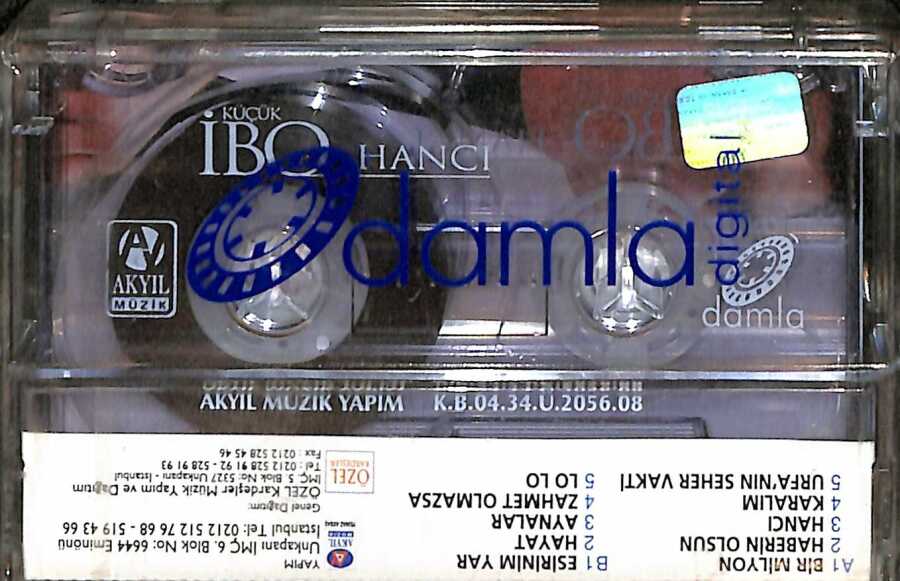 KÜÇÜK
İBO HANCI
damla
digital
AKYIL
MÜZİK
damla
AKYIL MÜZİK YAPIM K.B.04.34.U.2056.08
A1 BİR MİLYON
2 HABERİN OLSUN
3 HANCI
4 KARALIM
5 URFA'NIN SEHER VAKTİ
B1 ESİRİNİM YAR
2 HAYAT
3 AYNALAR
4 ZAHMET OLMAZSA
5 LO LO
AKYIL
YAPIM
Unkapanı İMÇ 6. Blok No: 6644 Eminönü
İstanbul Tel: 0212 512 76 68 - 519 43 66
Genel Dağıtım:
ÖZEL Kardeşler Müzik Yapım ve Dağıtım
İMÇ 5. Blok No: 5327 Unkapanı - İstanbul
Tel : 0212 528 91 92 - 528 91 93
Fax : 0212 528 45 46
ÖZEL
KARDEŞLER